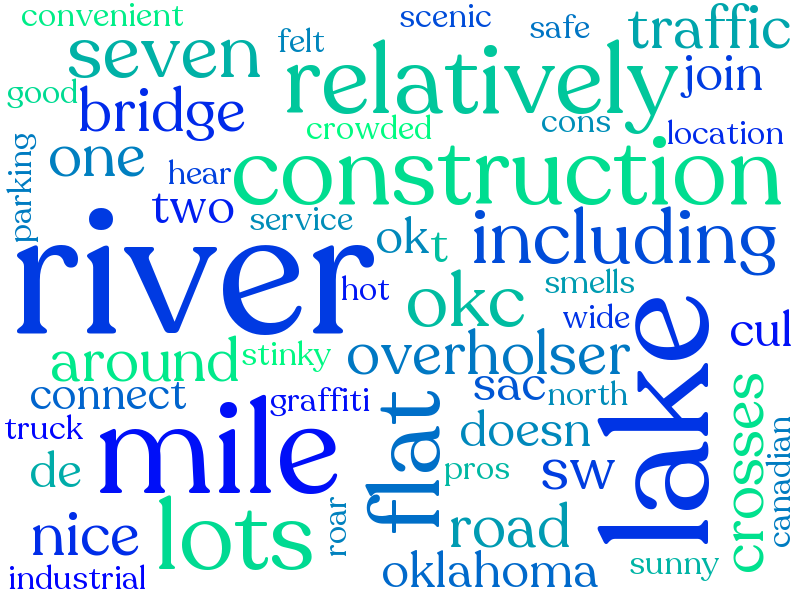 convenient
scenic
safe
traffic
seven
felt
relatively
join
good
bridge
crowded
cons
location
one
hear
construction
parking
two
service
ok
t
including
river
hot
okc
smells
wide
lake
cul
around
stinky
overholser
connect
graffiti
sac
north
truck
mile
flat
doesn
crosses
de
pros
sw
canadian
nice
lots
roar
road
industrial
oklahoma
sunny